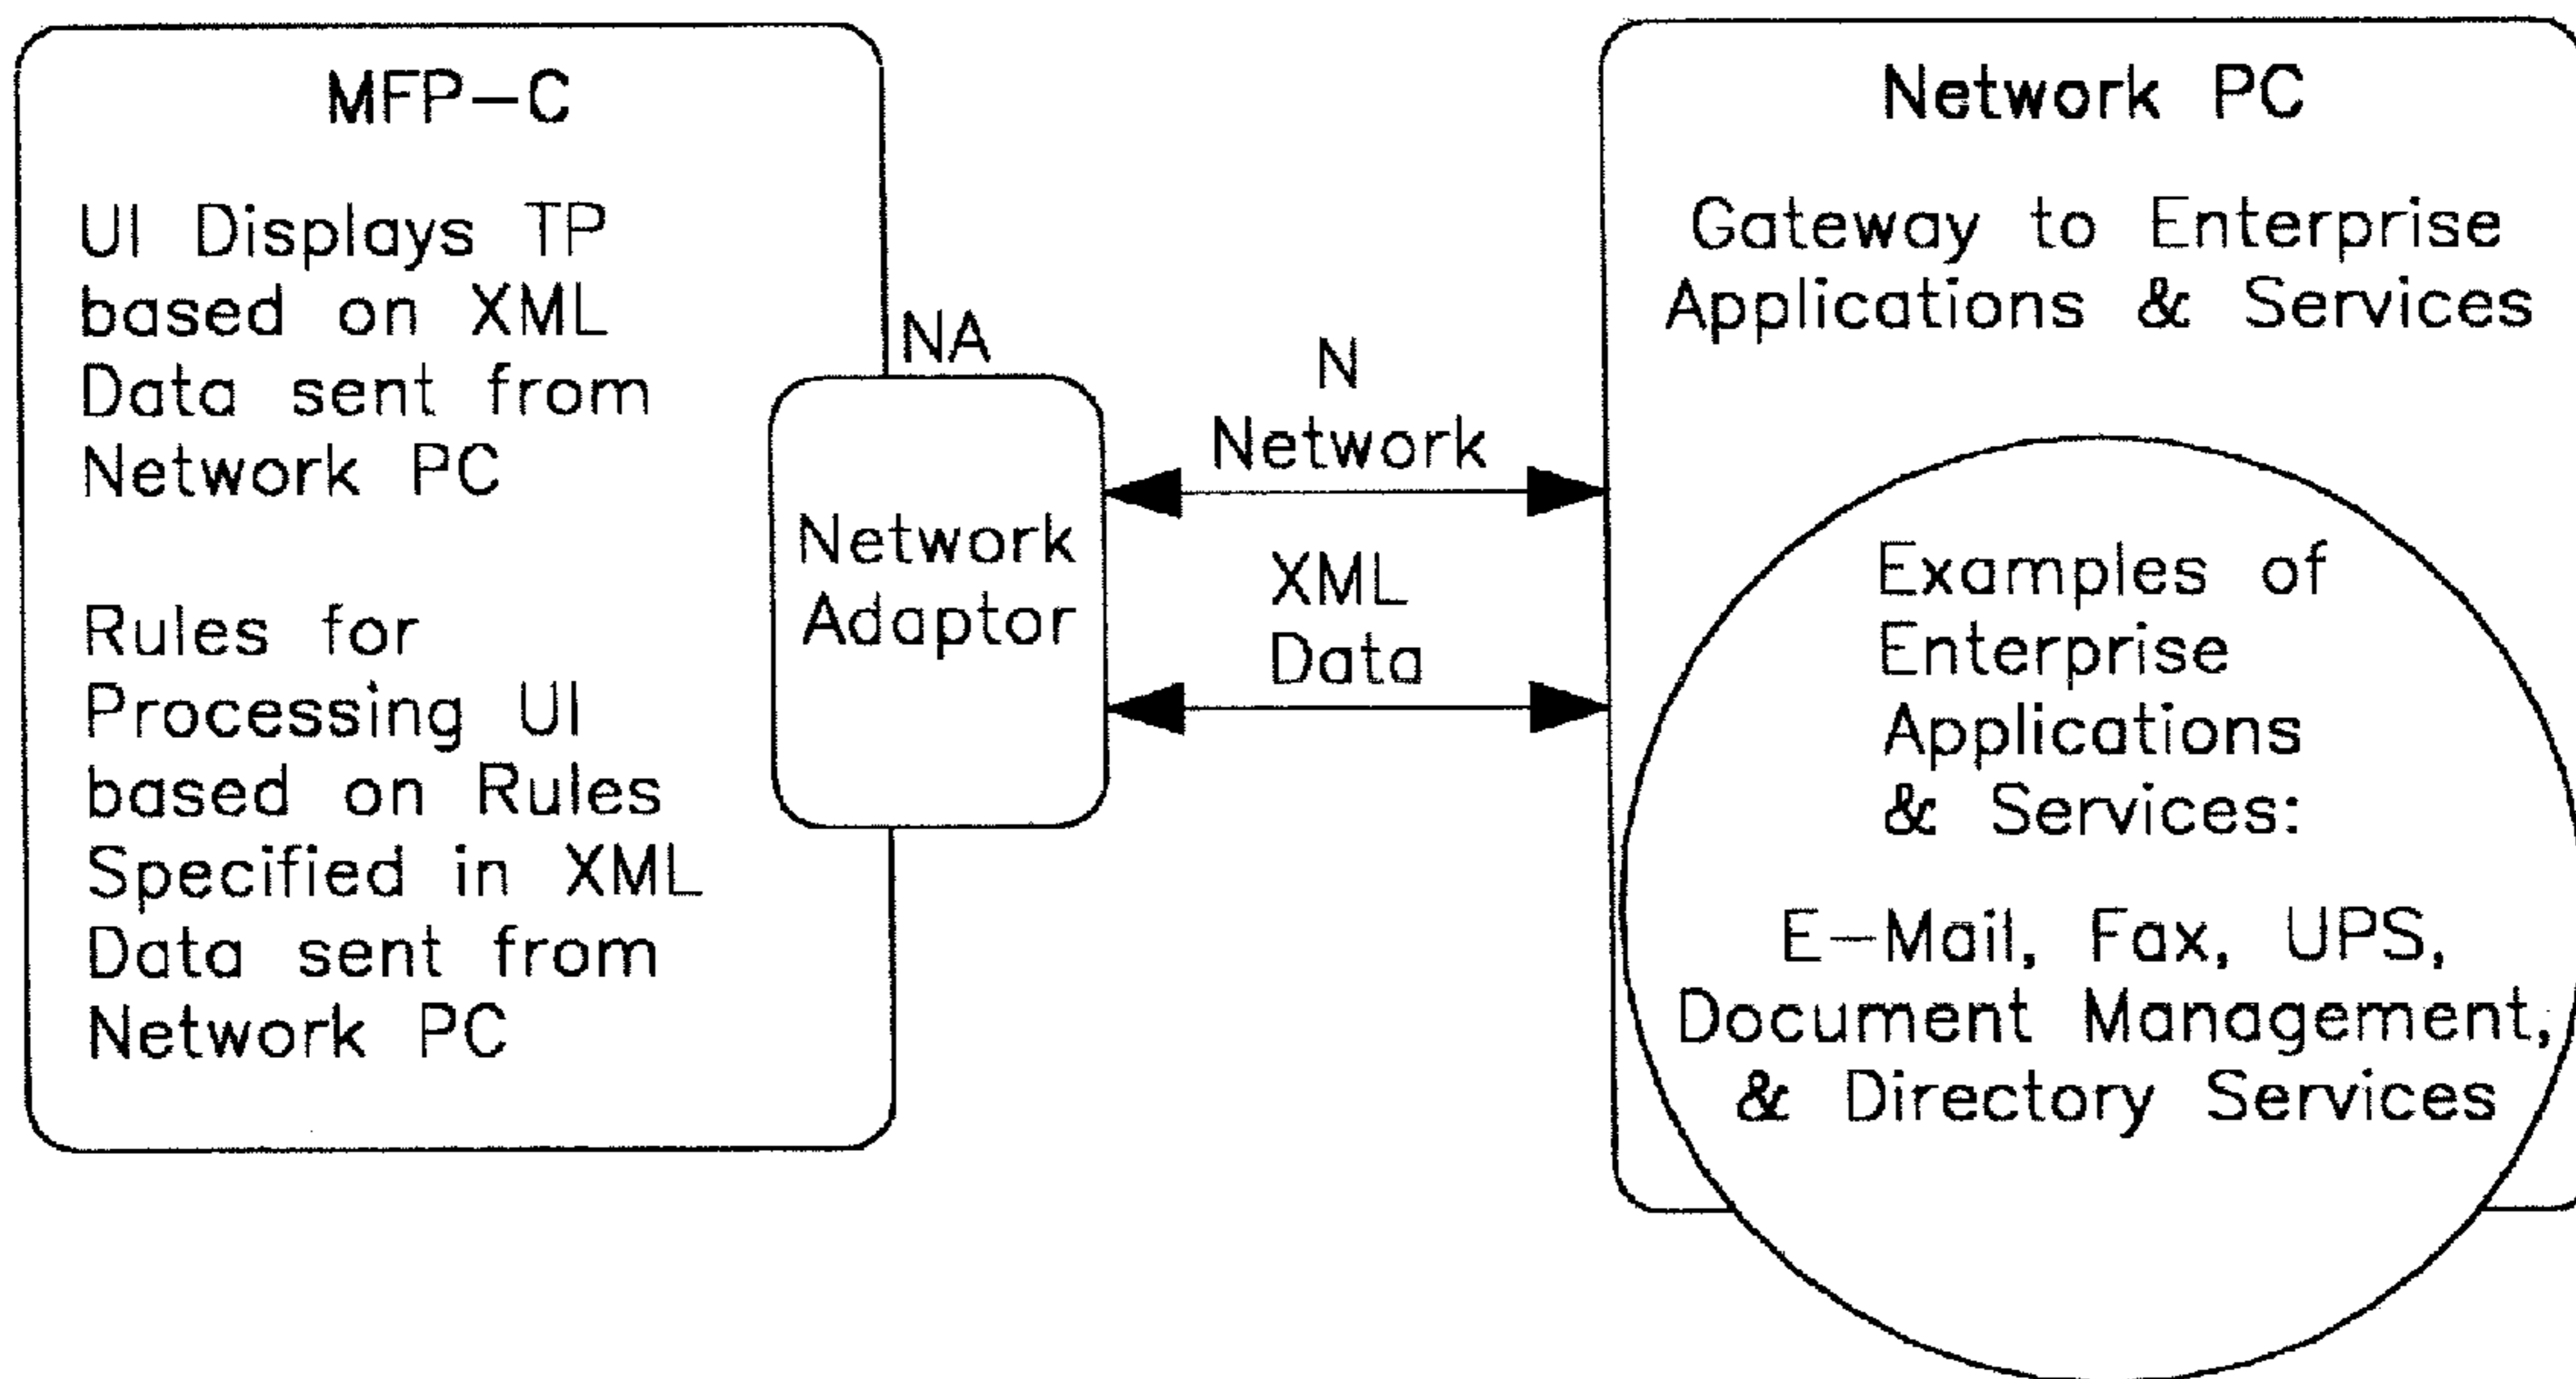 MFP-C
UI Displays TP
based on XML
Data sent from
Network PC
Rules for
Processing UI
based on Rules
Specified in XML
Data sent from
Network PC
NA
Network
Adaptor
N
Network
XML
Data
Network PC
Gateway to Enterprise
Applications & Services
Examples of
Enterprise
Applications
& Services:
E-Mail, Fax, UPS,
Document Management,
& Directory Services